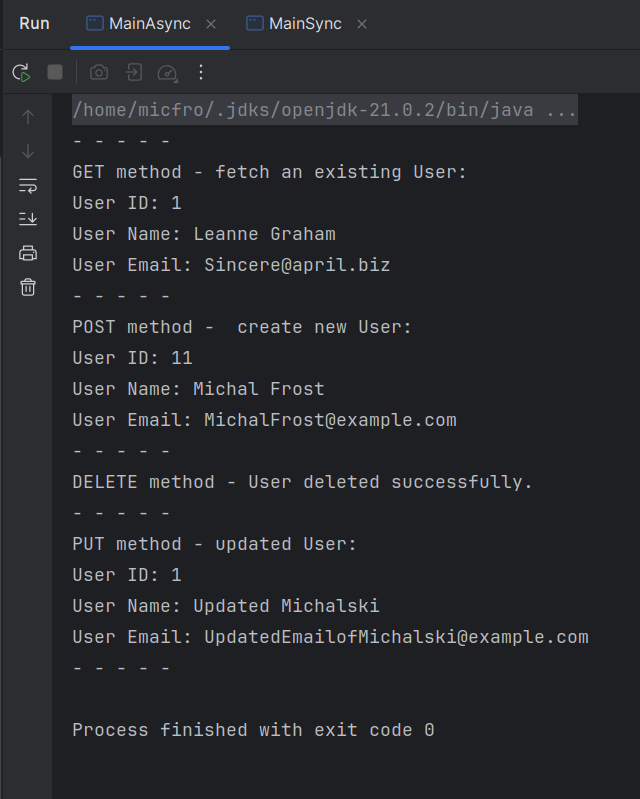 Run MainAsync MainSync
/home/micfro/.jdks/openjdk-21.0.2/bin/java ...
- - - - -
GET method - fetch an existing User:
User ID: 1
User Name: Leanne Graham
User Email: Sincere@april.biz
- - - - -
POST method -  create new User:
User ID: 11
User Name: Michal Frost
User Email: MichalFrost@example.com
- - - - -
DELETE method - User deleted successfully.
- - - - -
PUT method - updated User:
User ID: 1
User Name: Updated Michalski
User Email: UpdatedEmailofMichalski@example.com
- - - - -
Process finished with exit code 0